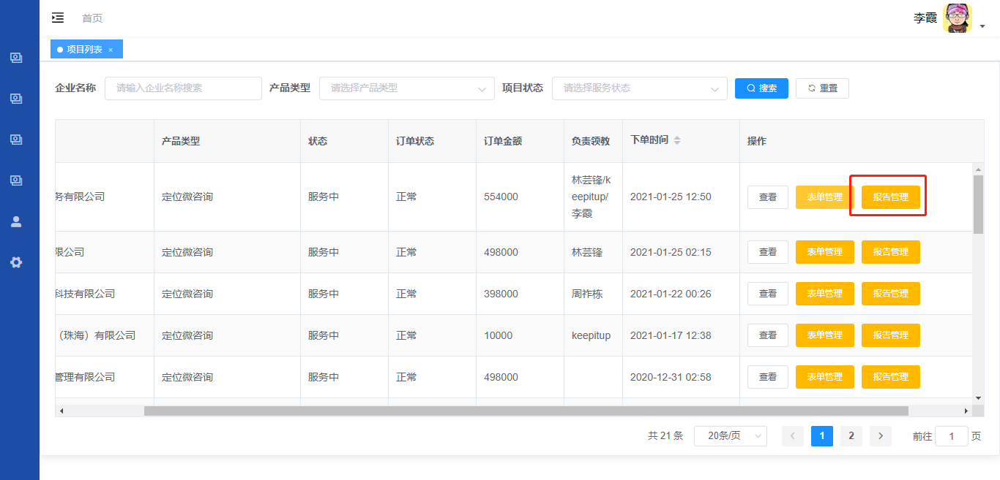 首页
李霞
项目列表 ×
企业名称 请输入企业名称搜索 产品类型 请选择产品类型 项目状态 请选择服务状态 搜索 重置
产品类型 状态 订单状态 订单金额 负责领教 下单时间 操作
务有限公司 定位微咨询 服务中 正常 554000 林芸锋/k
eepitup/
李霞 2021-01-25 12:50 查看 表单管理 报告管理
限公司 定位微咨询 服务中 正常 498000 林芸锋 2021-01-25 02:15 查看 表单管理 报告管理
科技有限公司 定位微咨询 服务中 正常 398000 周祚栋 2021-01-22 00:26 查看 表单管理 报告管理
（珠海）有限公司 定位微咨询 服务中 正常 10000 keepitup 2021-01-17 12:38 查看 表单管理 报告管理
管理有限公司 定位微咨询 服务中 正常 498000 2020-12-31 02:58 查看 表单管理 报告管理
共 21 条 20条/页 1 2 前往 1 页